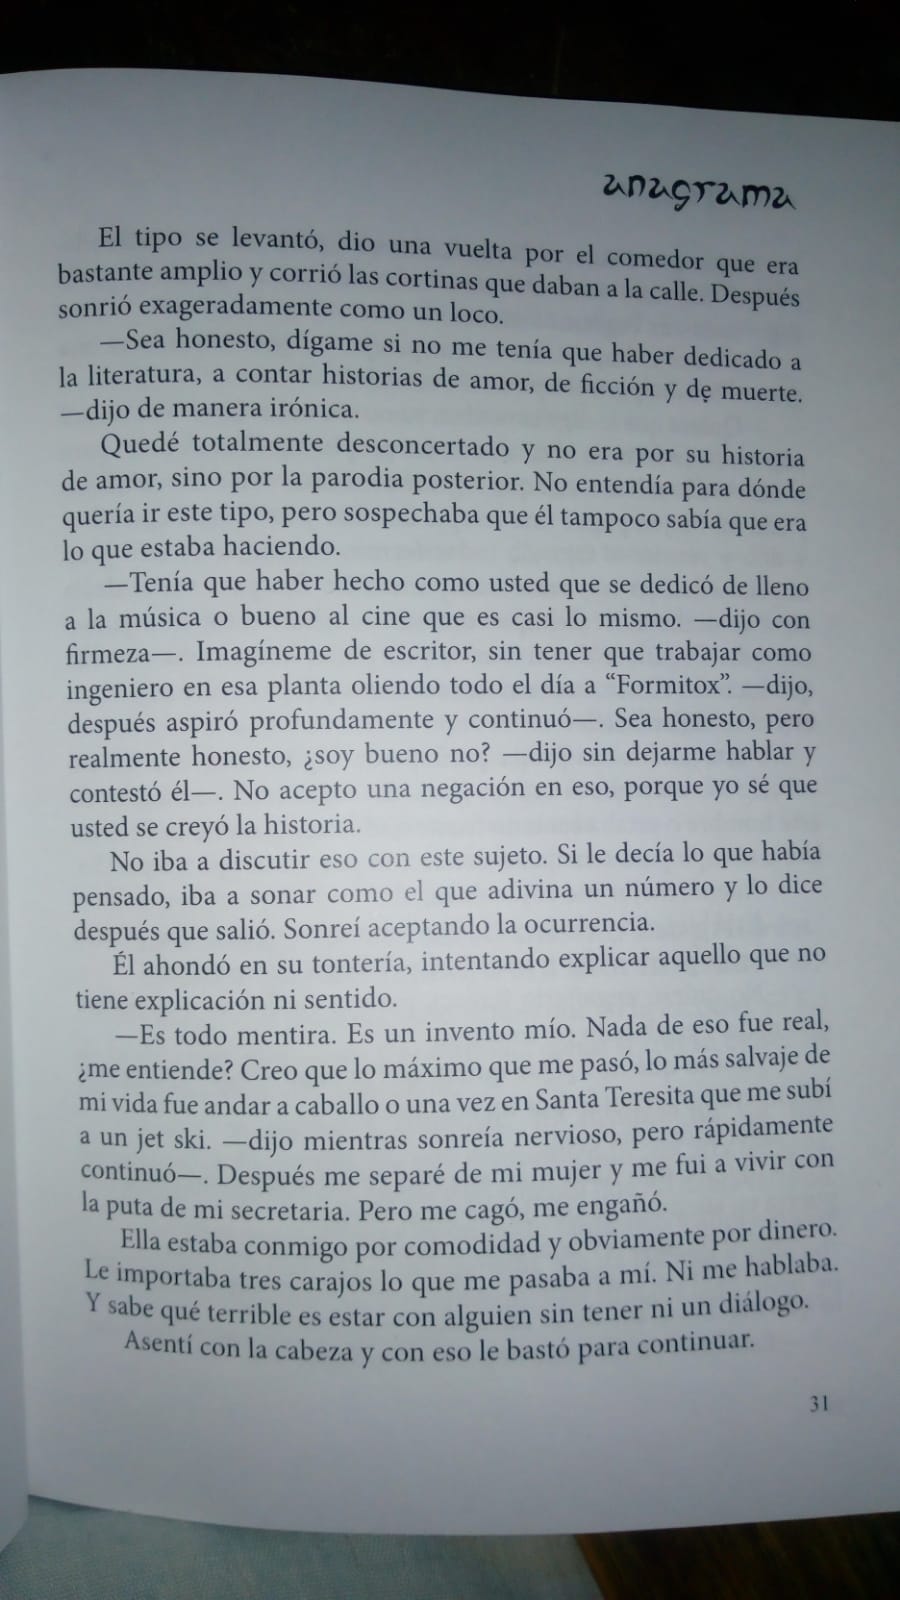 anagrama
El tipo se levantó, dio una vuelta por el comedor que era
bastante amplio y corrió las cortinas que daban a la calle. Después
sonrió exageradamente como un loco.
—Sea honesto, dígame si no me tenía que haber dedicado a
la literatura, a contar historias de amor, de ficción y de muerte.
—dijo de manera irónica.
Quedé totalmente desconcertado y no era por su historia
de amor, sino por la parodia posterior. No entendía para dónde
quería ir este tipo, pero sospechaba que él tampoco sabía que era
lo que estaba haciendo.
—Tenía que haber hecho como usted que se dedicó de lleno
a la música o bueno al cine que es casi lo mismo. —dijo con
firmeza—. Imagíneme de escritor, sin tener que trabajar como
ingeniero en esa planta oliendo todo el día a “Formitox”. —dijo,
después aspiró profundamente y continuó—. Sea honesto, pero
realmente honesto, ¿soy bueno no? —dijo sin dejarme hablar y
contestó él—. No acepto una negación en eso, porque yo sé que
usted se creyó la historia.
No iba a discutir eso con este sujeto. Si le decía lo que había
pensado, iba a sonar como el que adivina un número y lo dice
después que salió. Sonreí aceptando la ocurrencia.
Él ahondó en su tontería, intentando explicar aquello que no
tiene explicación ni sentido.
—Es todo mentira. Es un invento mío. Nada de eso fue real,
¿me entiende? Creo que lo máximo que me pasó, lo más salvaje de
mi vida fue andar a caballo o una vez en Santa Teresita que me subí
a un jet ski. —dijo mientras sonreía nervioso, pero rápidamente
continuó—. Después me separé de mi mujer y me fui a vivir con
la puta de mi secretaria. Pero me cagó, me engañó.
Ella estaba conmigo por comodidad y obviamente por dinero.
Le importaba tres carajos lo que me pasaba a mí. Ni me hablaba.
Y sabe qué terrible es estar con alguien sin tener ni un diálogo.
Asentí con la cabeza y con eso le bastó para continuar.
31